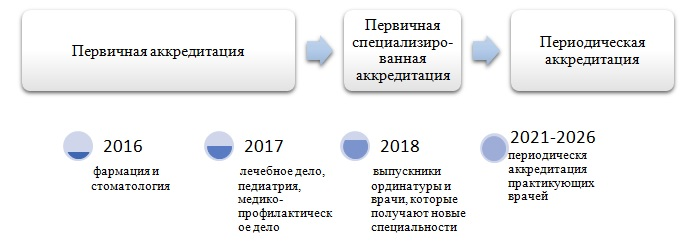 Первичная аккредитация
Первичная
специализиро-
ванная
аккредитация
Периодическая
аккредитация
2016
фармация и
стоматология
2017
лечебное дело,
педиатрия,
медико-
профилактическ
ое дело
2018
выпускники
ординатуры и
врачи, которые
получают новые
специальности
2021-2026
периодическя
аккредитация
практикующих
врачей